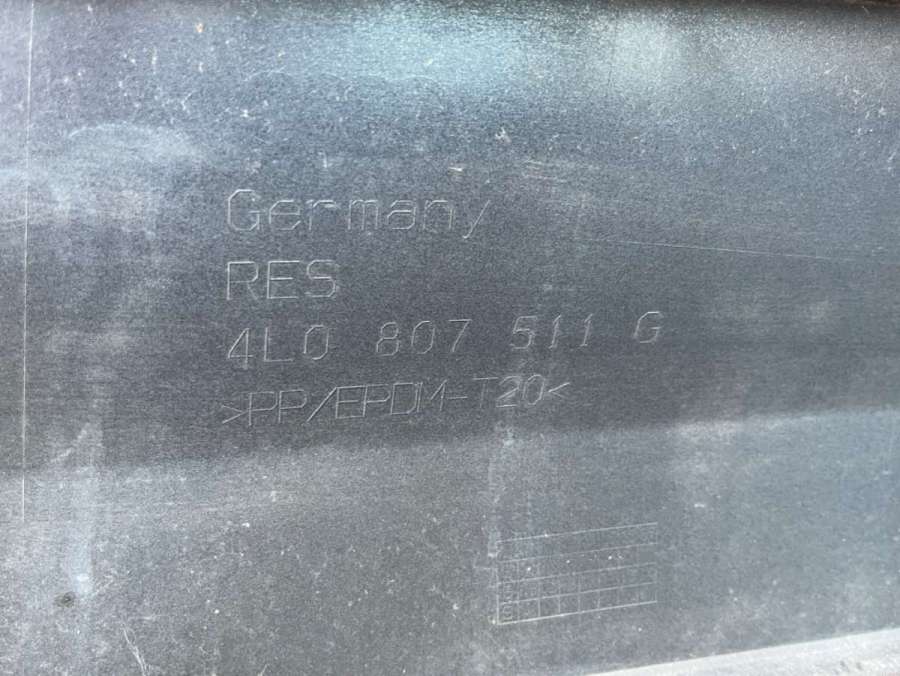 Germany
RES
4L0 807 511 G
>PP/EPDM-T20<